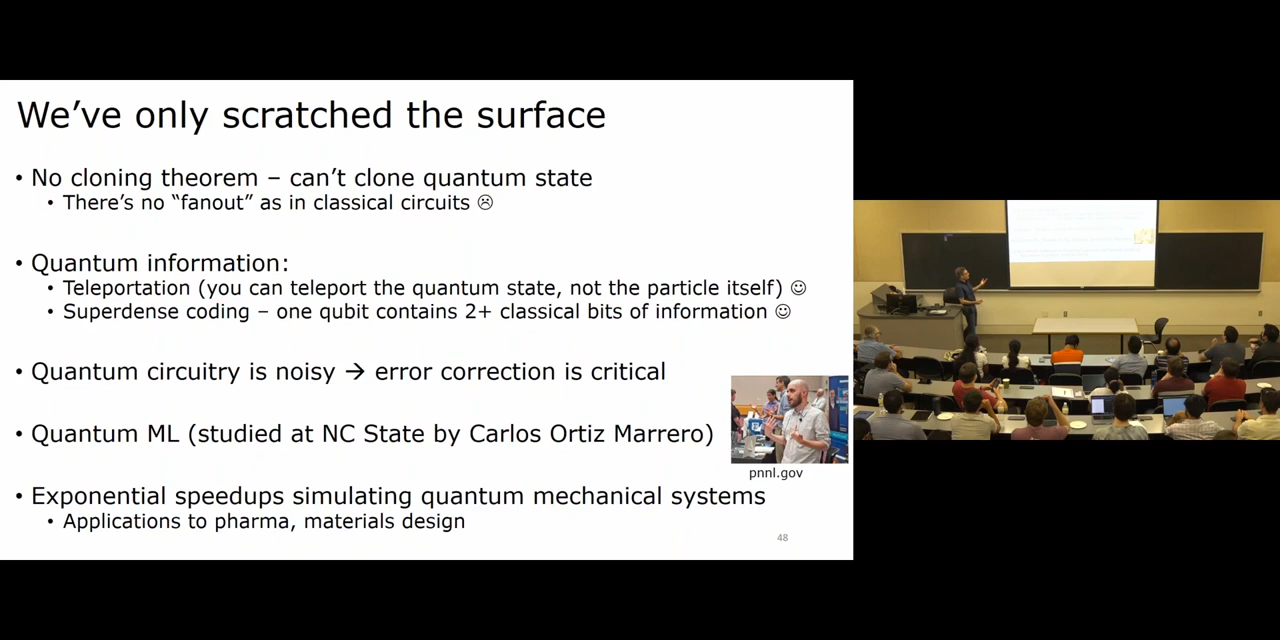 We've only scratched the surface
• No cloning theorem – can't clone quantum state
• There's no “fanout” as in classical circuits ☹
• Quantum information:
• Teleportation (you can teleport the quantum state, not the particle itself) ☺
• Superdense coding – one qubit contains 2+ classical bits of information ☺
• Quantum circuitry is noisy → error correction is critical
• Quantum ML (studied at NC State by Carlos Ortiz Marrero)
pnnl.gov
• Exponential speedups simulating quantum mechanical systems
• Applications to pharma, materials design
48